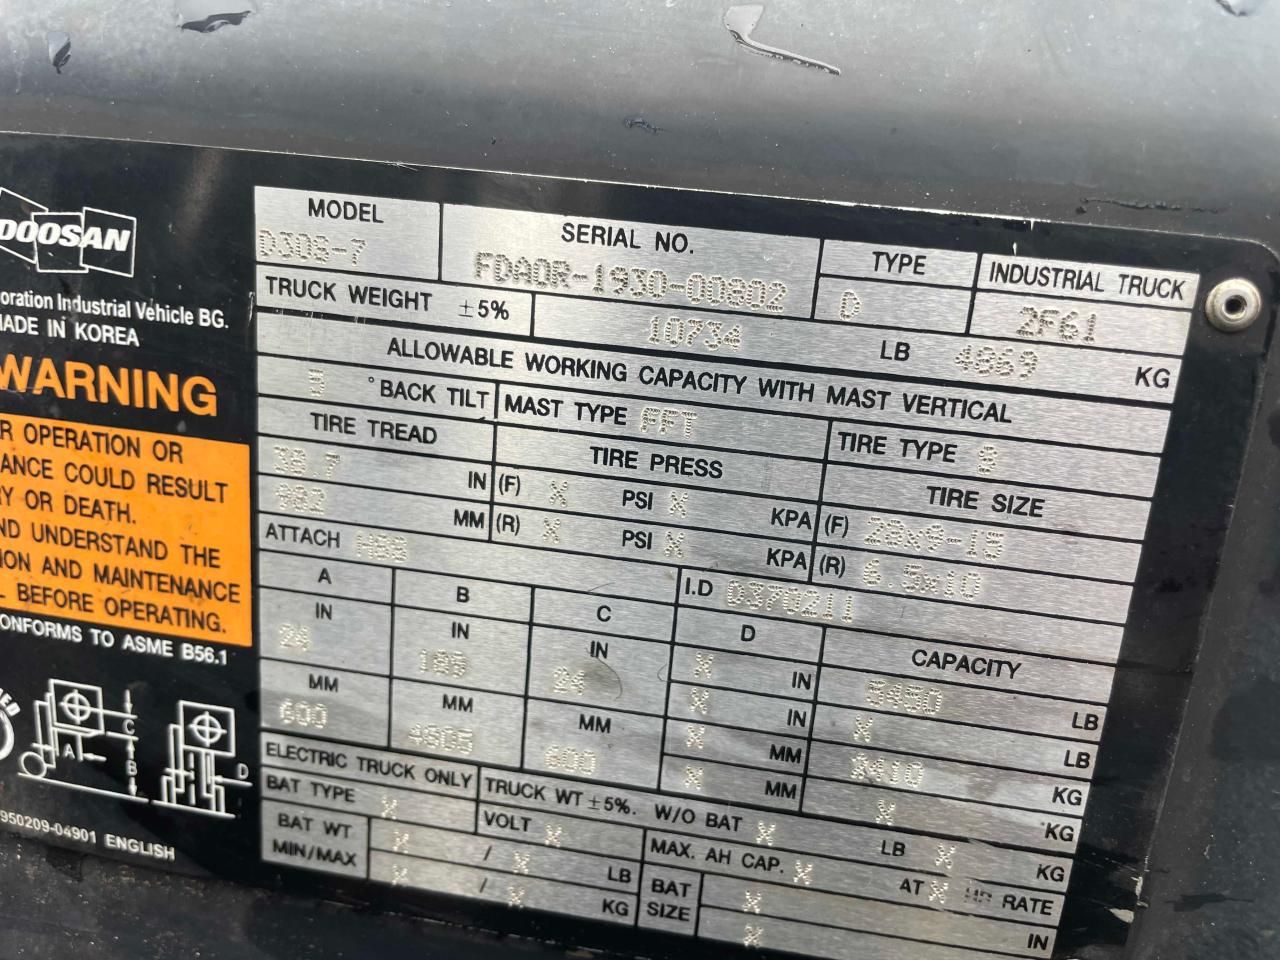 DOOSAN
oration Industrial Vehicle BG.
MADE IN KOREA
WARNING
R OPERATION OR
ANCE COULD RESULT
RY OR DEATH.
ND UNDERSTAND THE
ION AND MAINTENANCE
L BEFORE OPERATING.
ONFORMS TO ASME B56.1
A B C D
950209-04901 ENGLISH
MODEL SERIAL NO. TYPE INDUSTRIAL TRUCK
D30S-7 FDA0R-1930-00802 D 2F61
TRUCK WEIGHT ±5% 10734 LB 4869 KG
ALLOWABLE WORKING CAPACITY WITH MAST VERTICAL
°BACK TILT MAST TYPE FFT TIRE TYPE
TIRE TREAD TIRE PRESS TIRE SIZE
38.7 IN (F) X PSI X KPA (F) 28x9-15
982 MM (R) X PSI X KPA (R) 6.5x10
ATTACH I.D 0370211
A B C D CAPACITY
IN IN IN X IN LB
24 24 X IN X LB
MM MM MM X MM KG
600 600 X MM X KG
ELECTRIC TRUCK ONLY TRUCK WT ±5%. W/O BAT X LB X KG
BAT TYPE X VOLT X MAX. AH CAP. X AT X HR RATE
BAT WT X / X LB BAT X
MIN/MAX X / X KG SIZE X IN